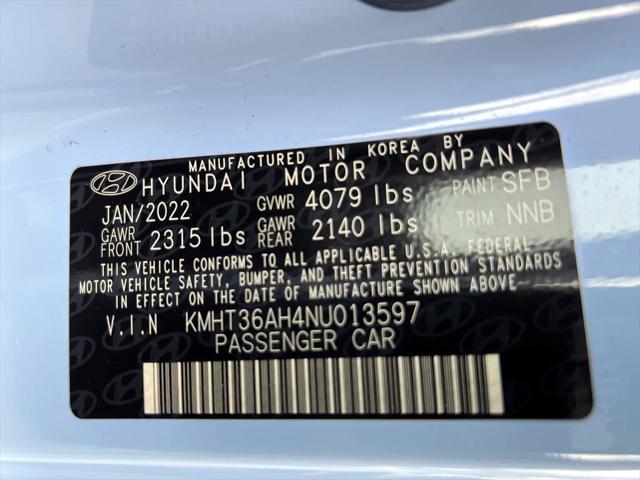 MANUFACTURED IN KOREA BY
HYUNDAI MOTOR COMPANY
JAN/2022 GVWR 4079 lbs PAINT SFB
GAWR FRONT 2315 lbs GAWR REAR 2140 lbs TRIM NNB
THIS VEHICLE CONFORMS TO ALL APPLICABLE U.S.A. FEDERAL
MOTOR VEHICLE SAFETY, BUMPER, AND THEFT PREVENTION STANDARDS
IN EFFECT ON THE DATE OF MANUFACTURE SHOWN ABOVE.
V.I.N KMHT36AH4NU013597
PASSENGER CAR